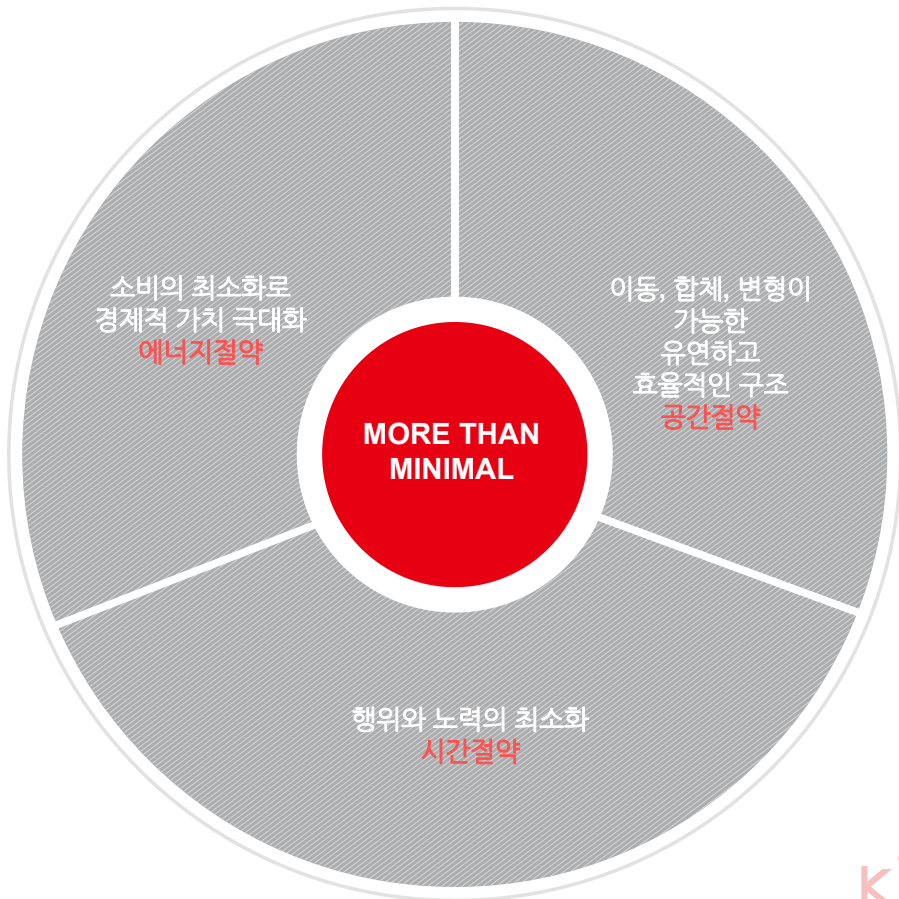 소비의 최소화로
경제적 가치 극대화
에너지절약
이동, 합체, 변형이
가능한
유연하고
효율적인 구조
공간절약
MORE THAN
MINIMAL
행위와 노력의 최소화
시간절약